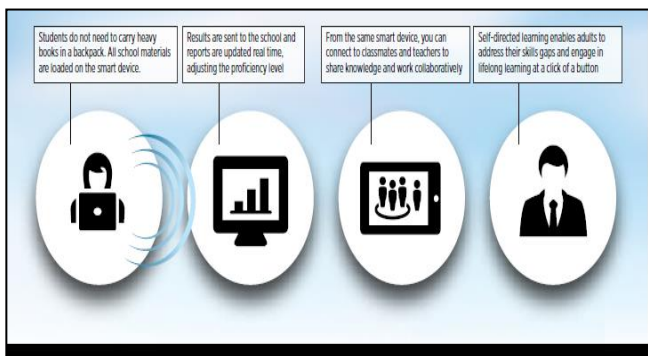 Students do not need to carry heavy
books in a backpack. All school materials
are loaded on the smart device.
Results are sent to the school and
reports are updated real time,
adjusting the proficiency level
From the same smart device, you can
connect to classmates and teachers to
share knowledge and work collaboratively
Self-directed learning enables adults to
address their skills gaps and engage in
lifelong learning at a click of a button